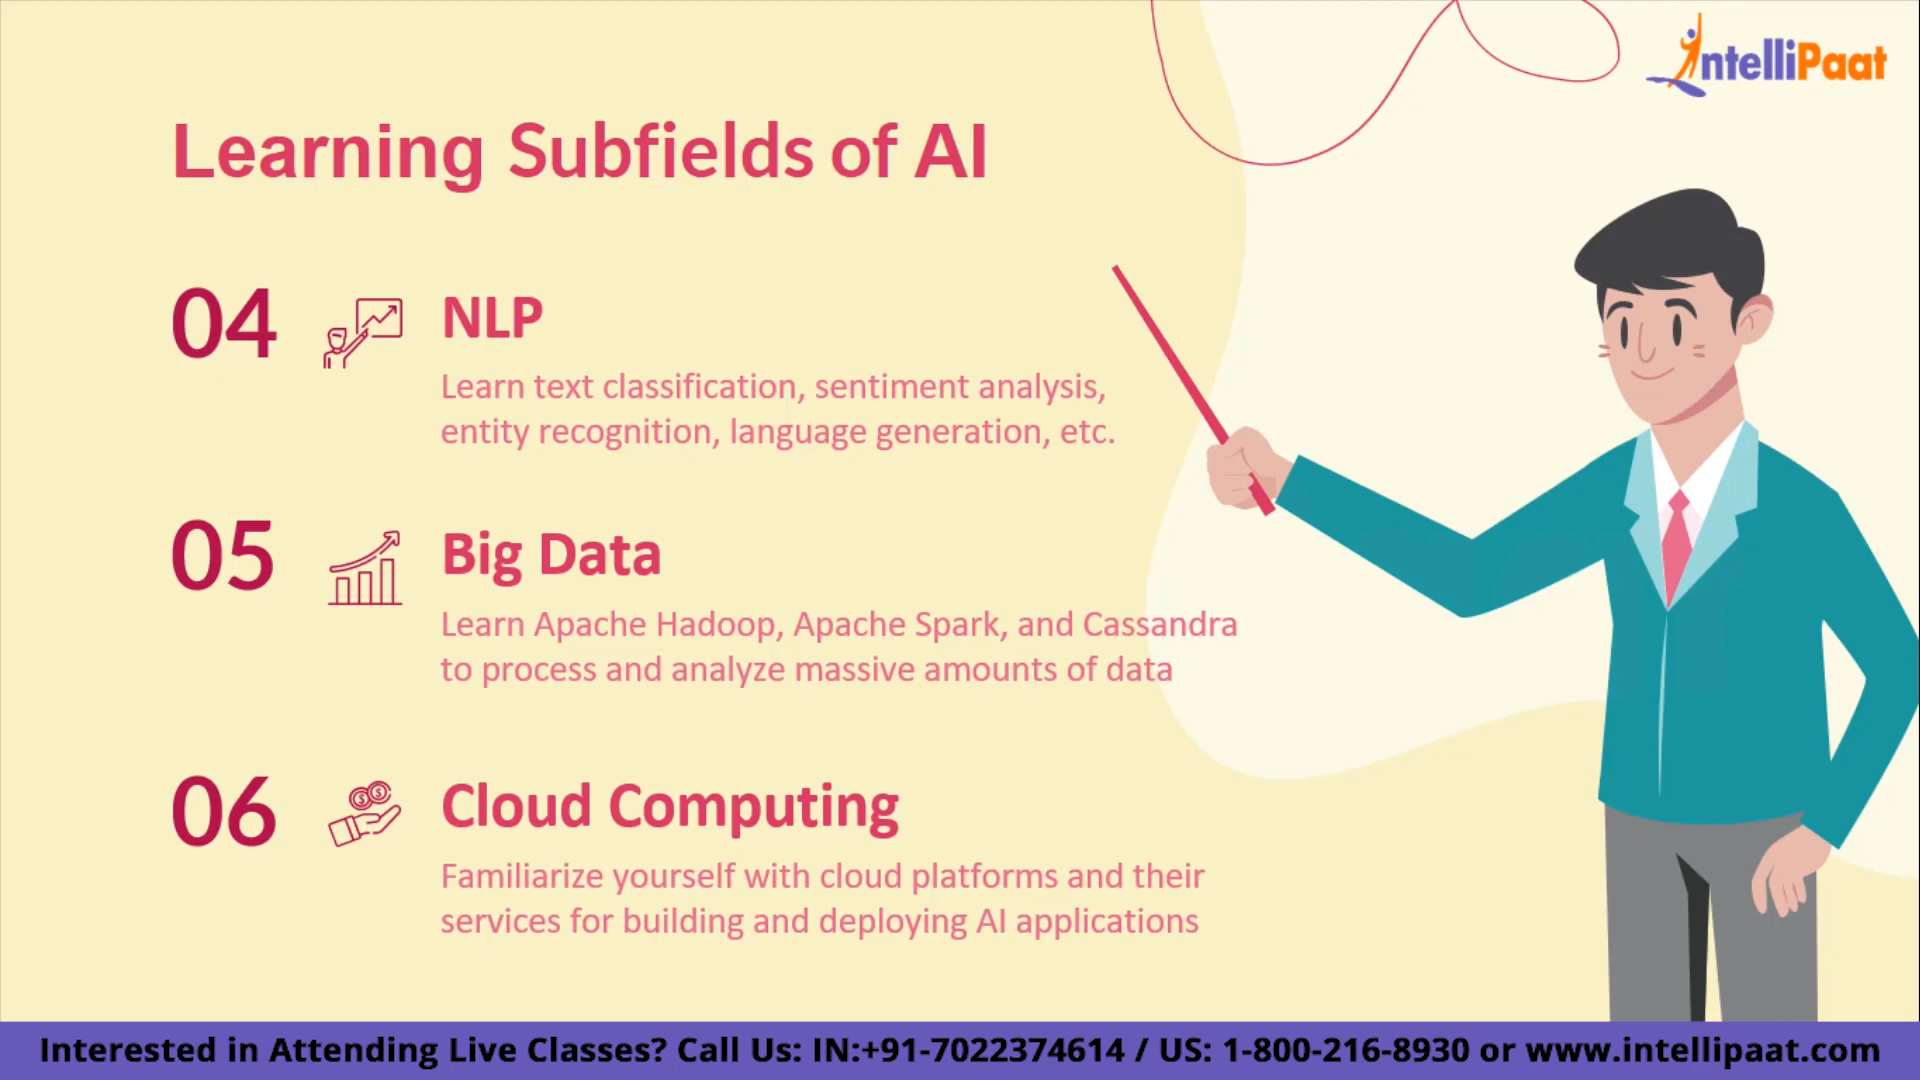 IntelliPaat
Learning Subfields of AI
04
NLP
Learn text classification, sentiment analysis,
entity recognition, language generation, etc.
05
Big Data
Learn Apache Hadoop, Apache Spark, and Cassandra
to process and analyze massive amounts of data
06
Cloud Computing
Familiarize yourself with cloud platforms and their
services for building and deploying AI applications
Interested in Attending Live Classes? Call Us: IN:+91-7022374614 / US: 1-800-216-8930 or www.intellipaat.com